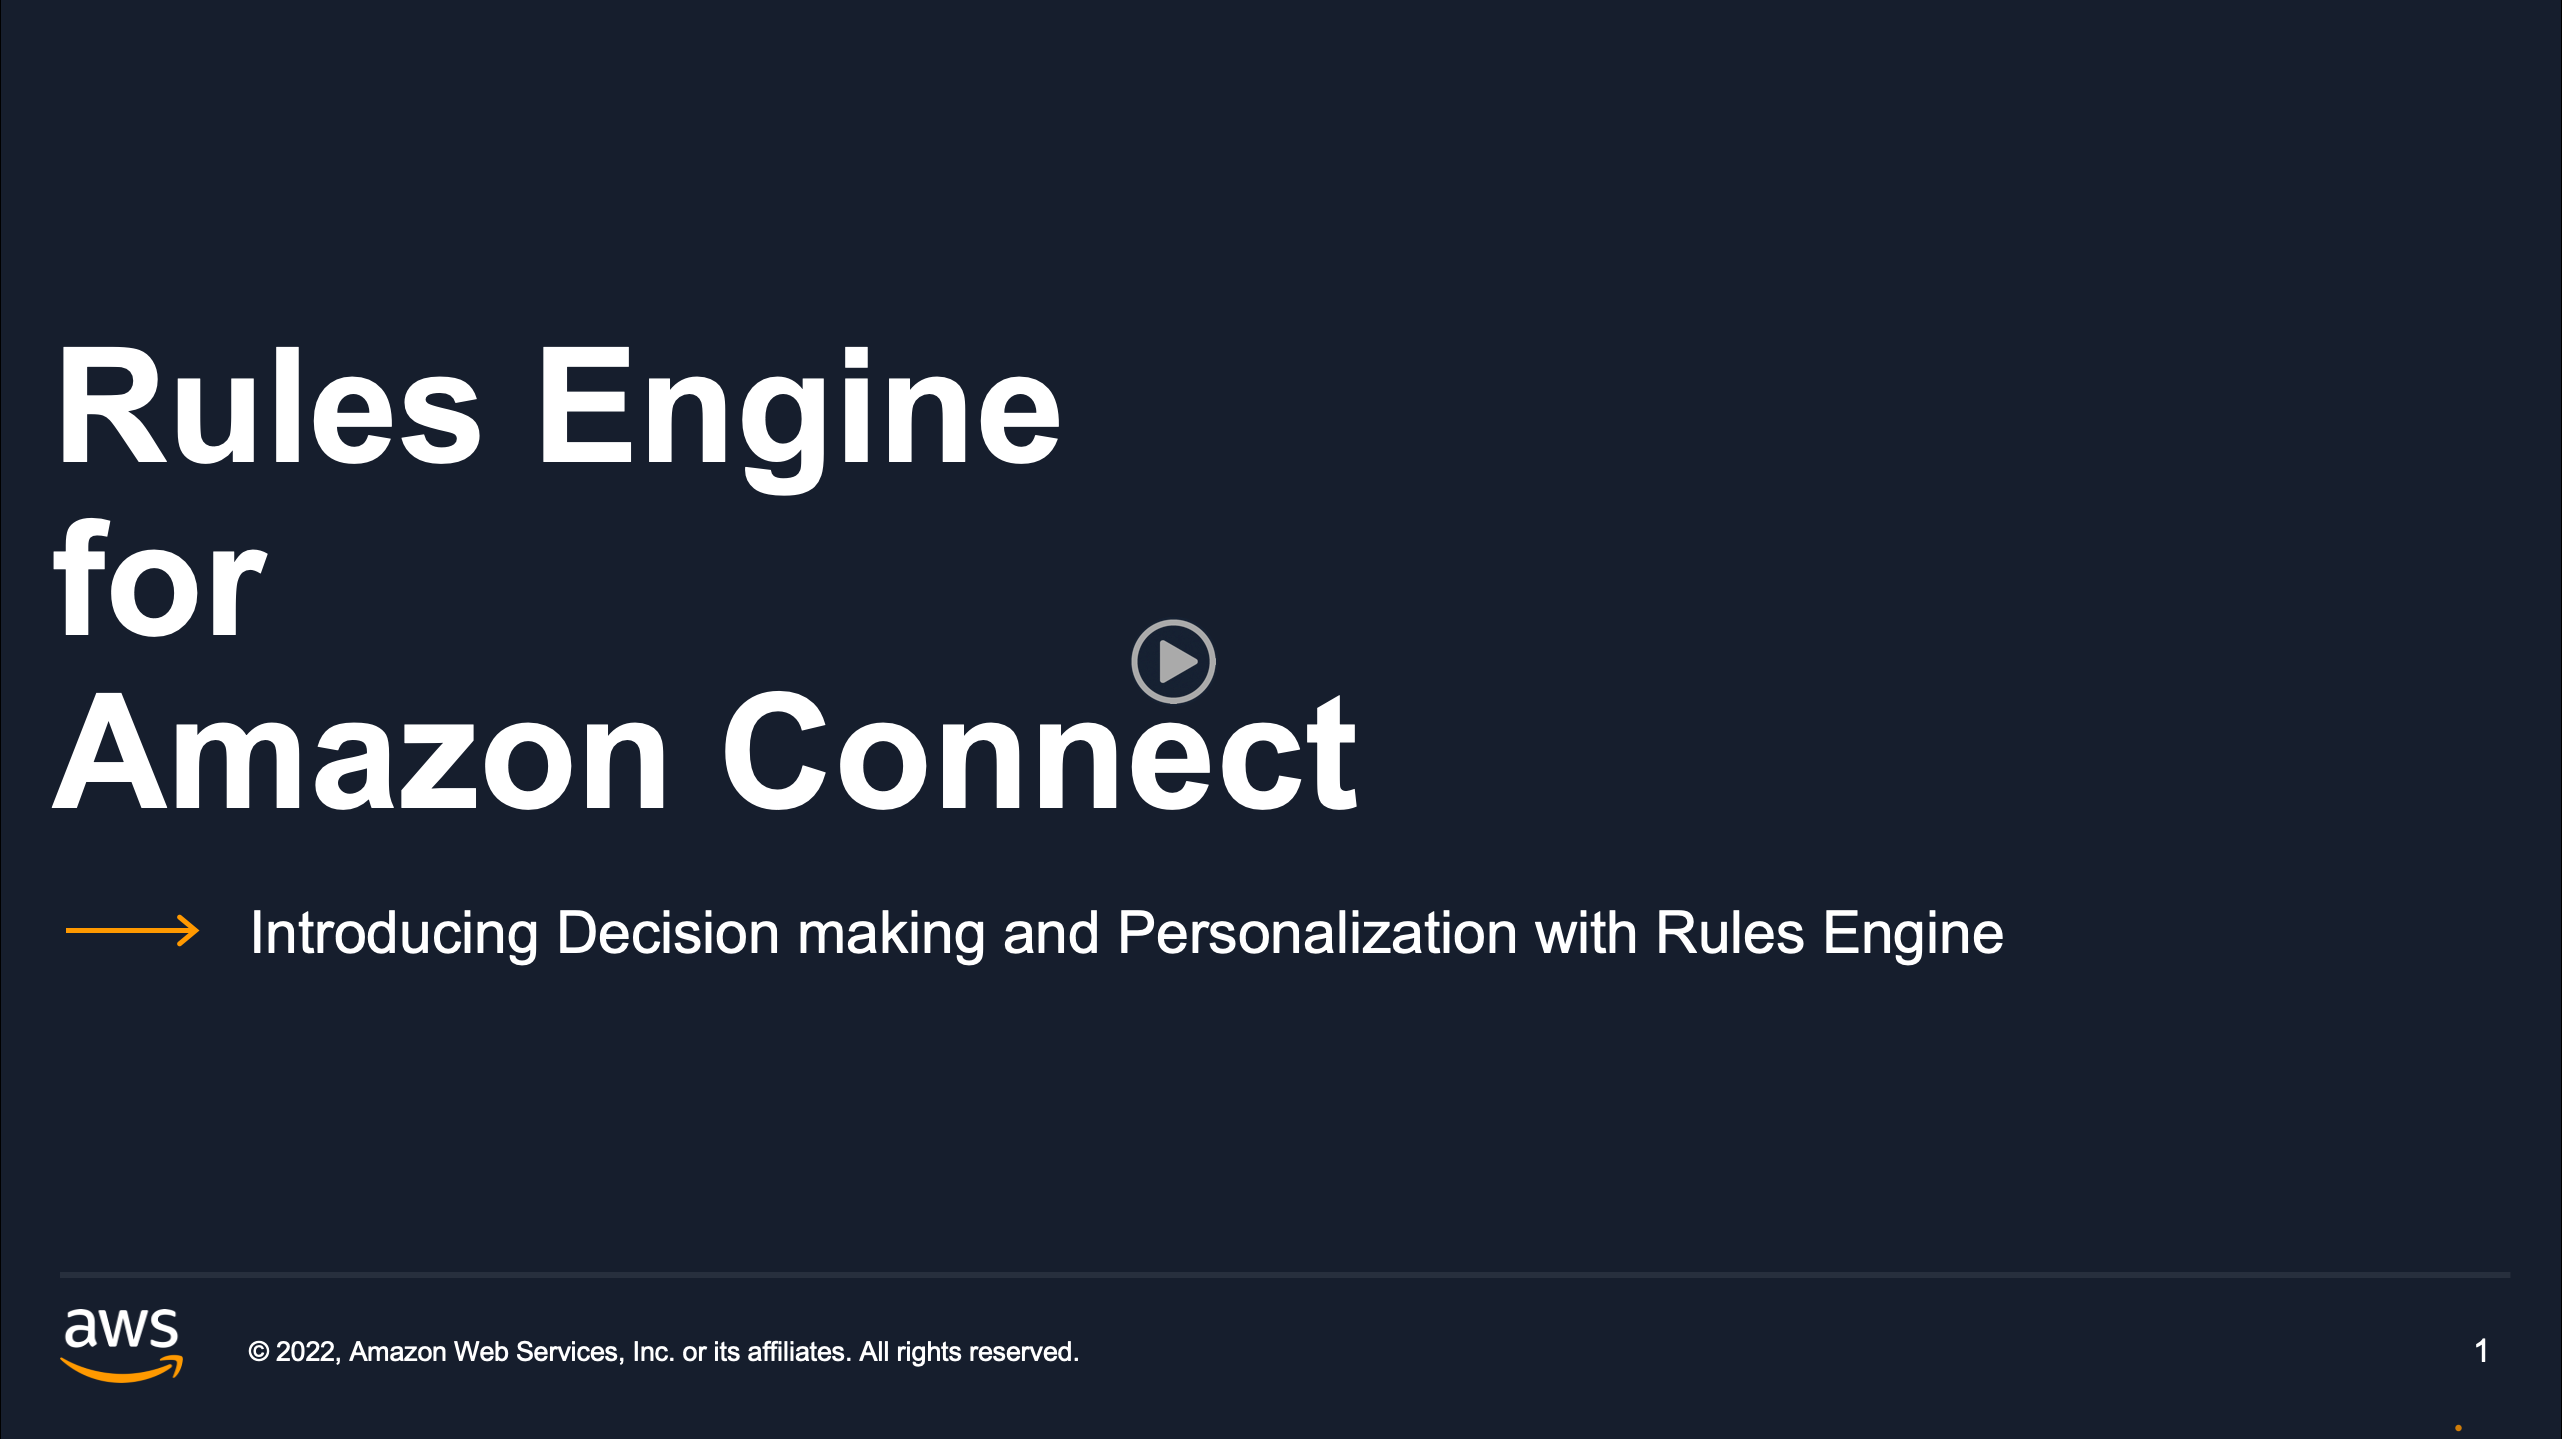 Rules Engine
for
Amazon Connect
Introducing Decision making and Personalization with Rules Engine
aws
© 2022, Amazon Web Services, Inc. or its affiliates. All rights reserved.
1